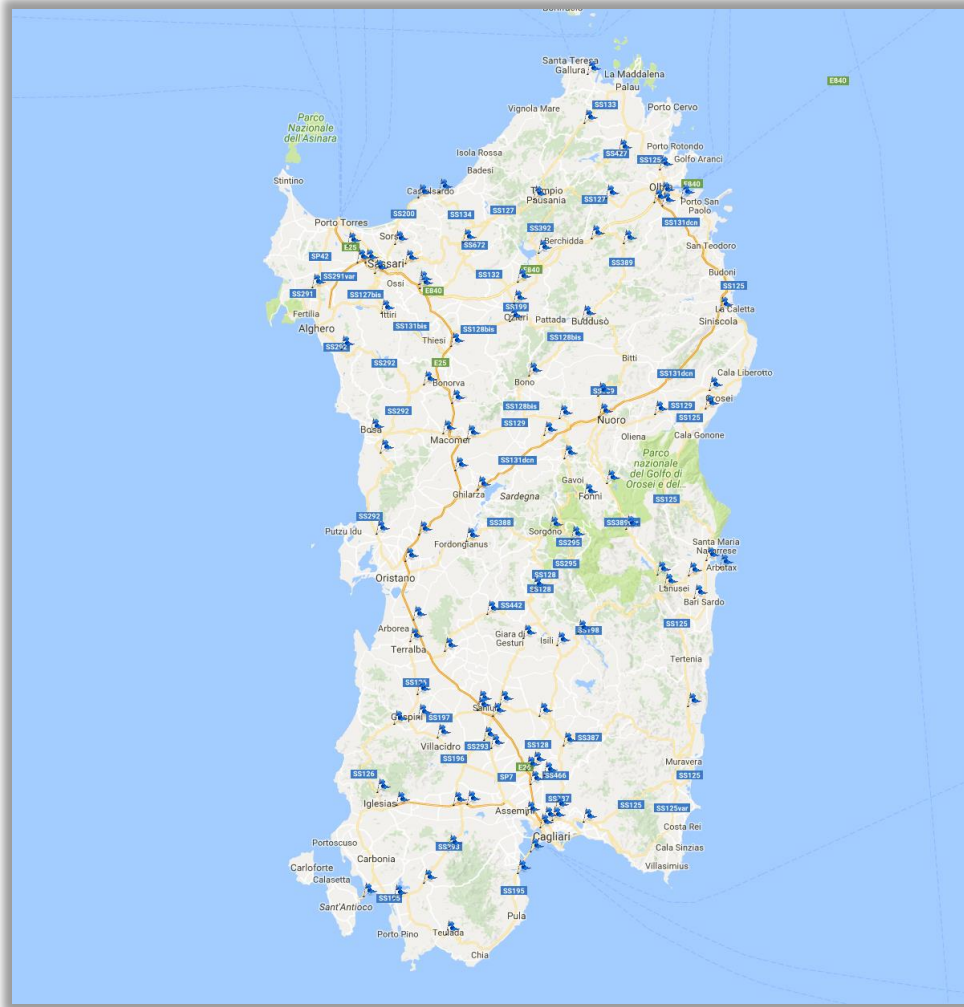 Santa Teresa
Gallura
La Maddalena
Palau
E840
SS133
Porto Cervo
Vignola Mare
Parco
Nazionale
dell'Asinara
SS427
Porto Rotondo
SS125
Golfo Aranci
Isola Rossa
Badesi
Stintino
Tempio
Pausania
E840
Porto San
Paolo
SS200
SS134
SS127
SS127
Porto Torres
SS392
SS131dcn
E25
SS672
Berchidda
San Teodoro
SP42
Sassari
SS389
SS291var
Ossi
SS132
E840
Budoni
SS291
SS127bis
E840
SS125
Fertilia
Ittiri
SS199
La Caletta
Ozieri
Pattada
Buddusò
Siniscola
Alghero
SS131bis
SS128bis
SS292
Thiesi
SS128bis
Bitti
SS292
E25
SS131dcn
Cala Liberotto
Bonorva
Bono
Orosei
SS292
SS128bis
SS129
Nuoro
SS125
Bosa
SS129
Macomer
Oliena
Cala Gonone
SS131dcn
Parco
nazionale
del Golfo di
Orosei e del...
Gavoi
Fonni
Ghilarza
Sardegna
SS125
SS292
Putzu Idu
SS388
Sorgono
Fordongianus
SS295
Santa Maria
Navarrese
SS295
Arbatax
Oristano
SS128
Lanusei
Bari Sardo
SS442
Arborea
Giara di
Gesturi
Isili
SS198
SS125
Terralba
Tertenia
SS197
Villacidro
SS293
SS128
SS387
SS196
Muravera
SS126
SP7
SS466
SS125
Iglesias
Assemini
SS125
SS125var
Costa Rei
Portoscuso
Cagliari
Cala Sinzias
Carbonia
Villasimius
Carloforte
Calasetta
SS195
Sant'Antioco
Pula
Porto Pino
Teulada
Chia